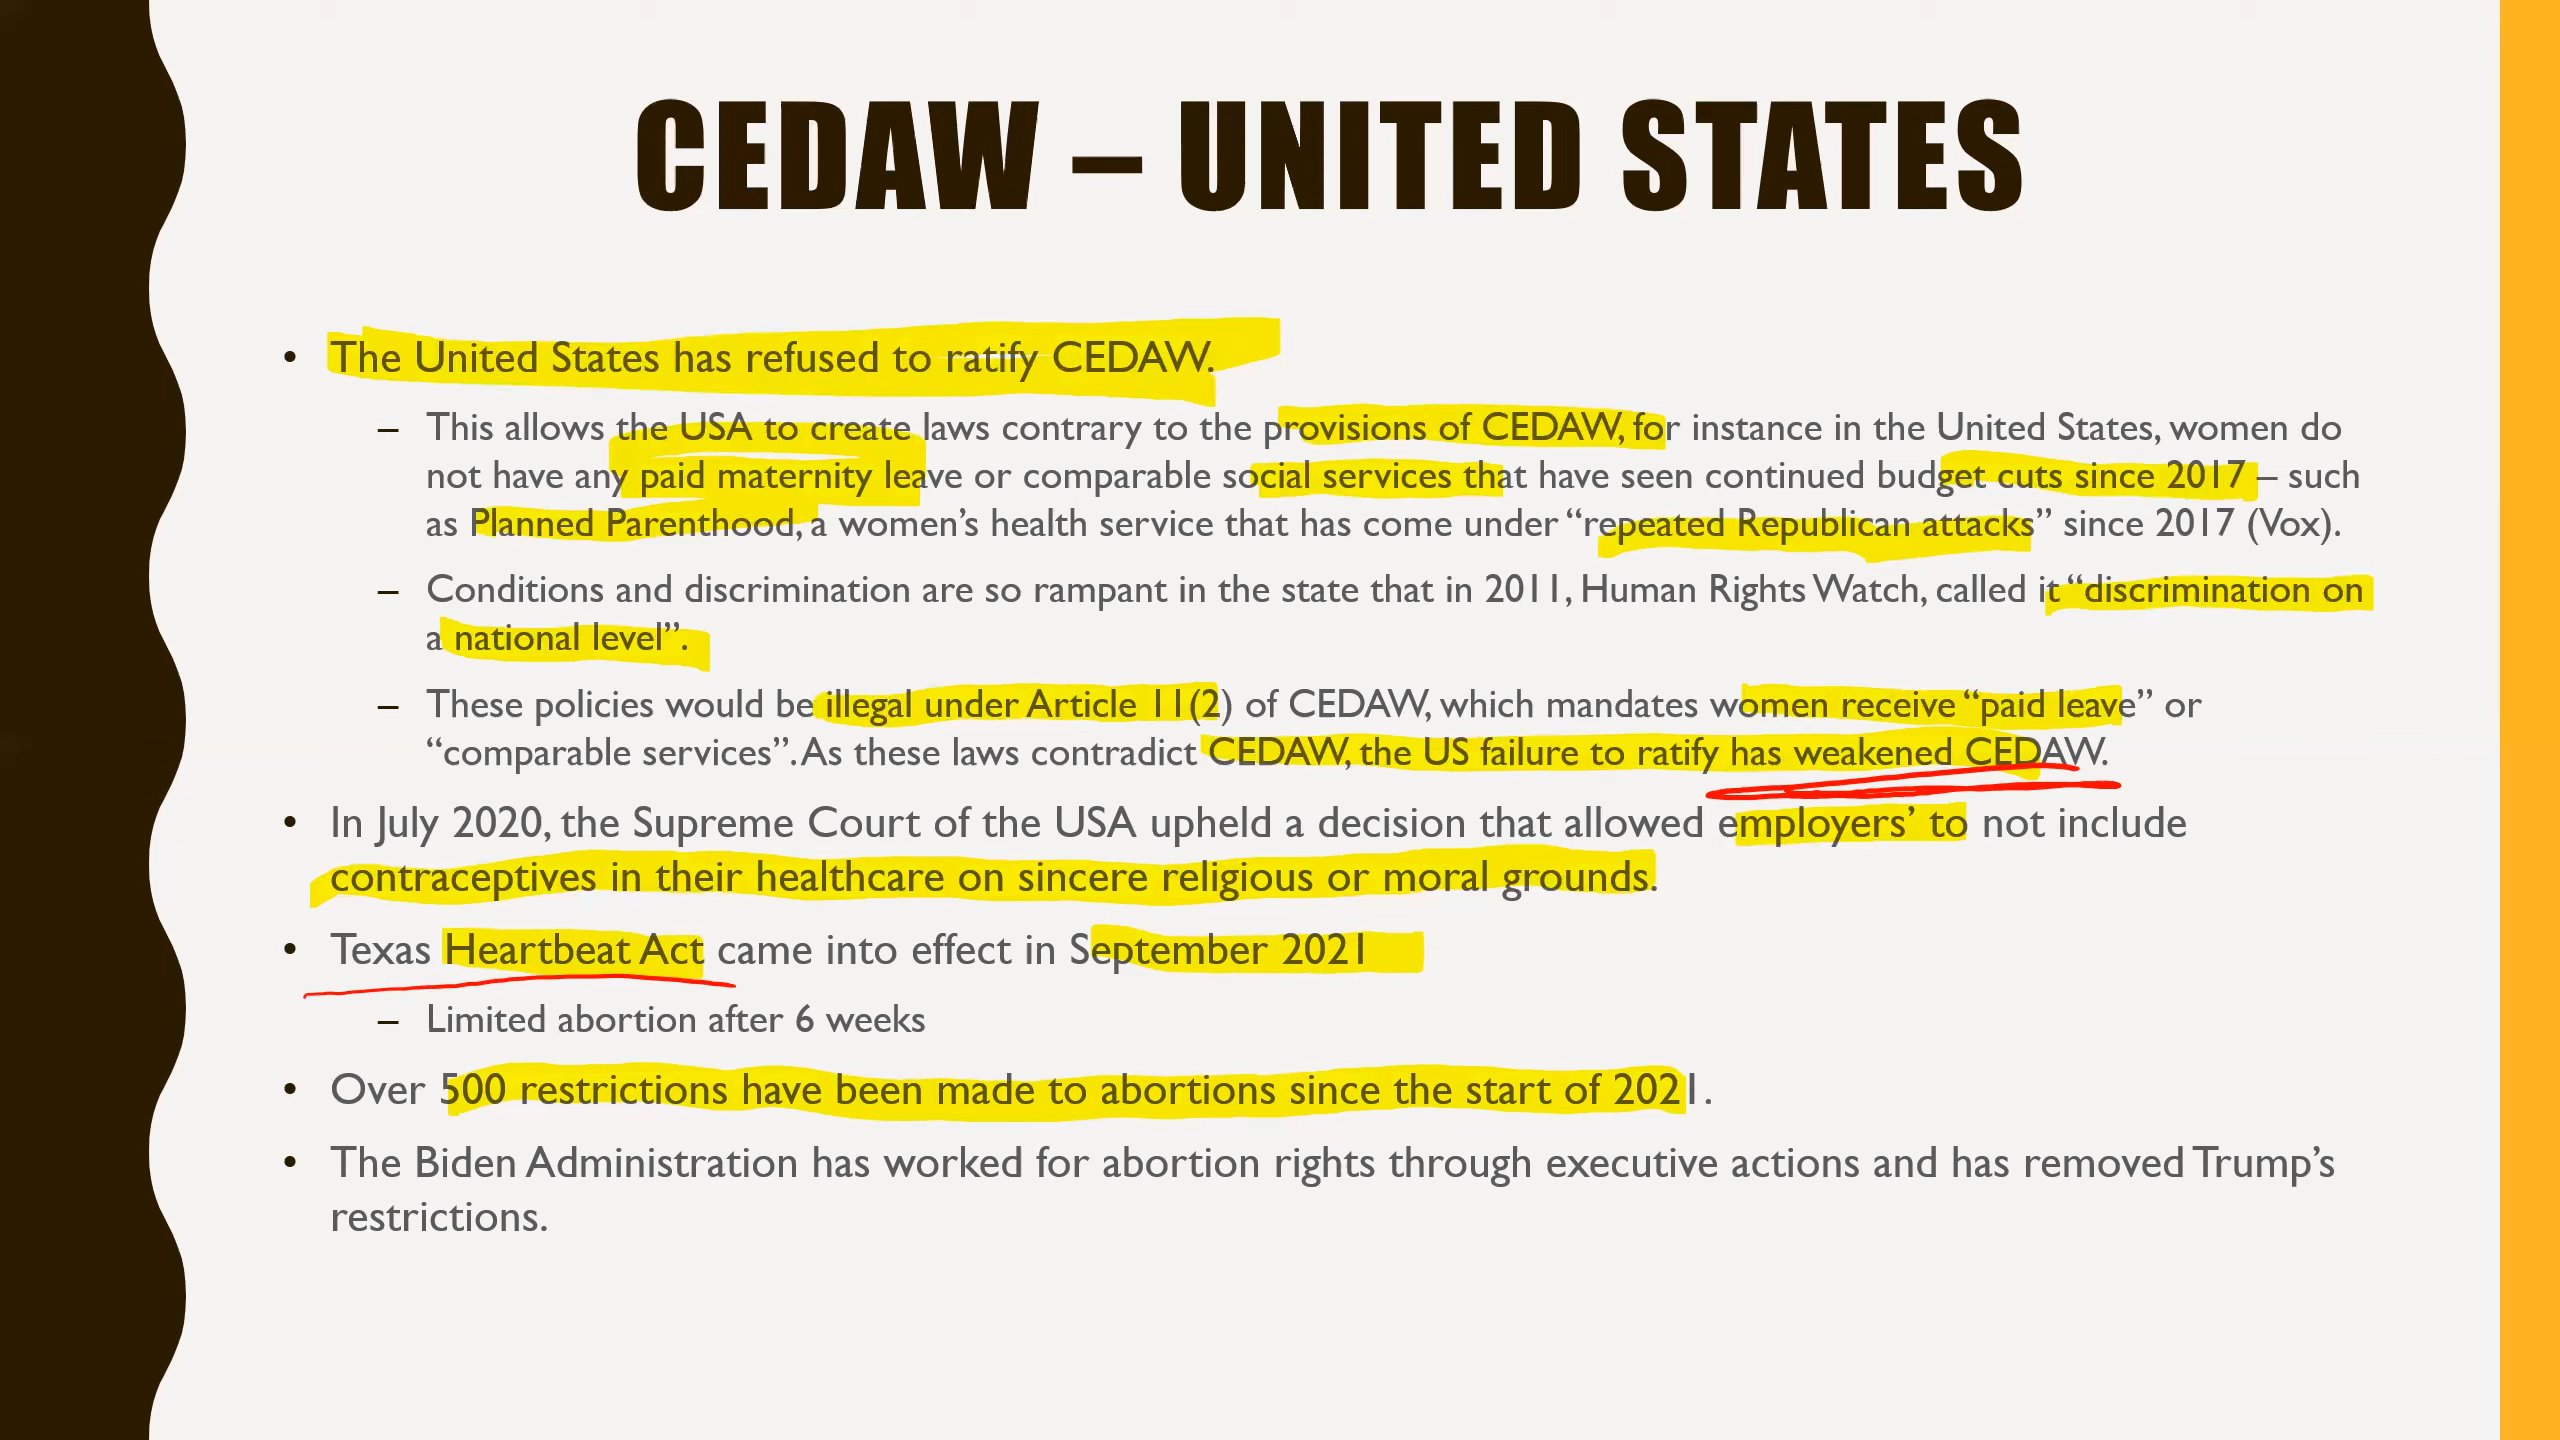 CEDAW – UNITED STATES
• The United States has refused to ratify CEDAW.
– This allows the USA to create laws contrary to the provisions of CEDAW, for instance in the United States, women do
not have any paid maternity leave or comparable social services that have seen continued budget cuts since 2017 – such
as Planned Parenthood, a women’s health service that has come under “repeated Republican attacks” since 2017 (Vox).
– Conditions and discrimination are so rampant in the state that in 2011, Human Rights Watch, called it “discrimination on
a national level”.
– These policies would be illegal under Article 11(2) of CEDAW, which mandates women receive “paid leave” or
“comparable services”. As these laws contradict CEDAW, the US failure to ratify has weakened CEDAW.
• In July 2020, the Supreme Court of the USA upheld a decision that allowed employers’ to not include
contraceptives in their healthcare on sincere religious or moral grounds.
• Texas Heartbeat Act came into effect in September 2021
– Limited abortion after 6 weeks
• Over 500 restrictions have been made to abortions since the start of 2021.
• The Biden Administration has worked for abortion rights through executive actions and has removed Trump’s
restrictions.